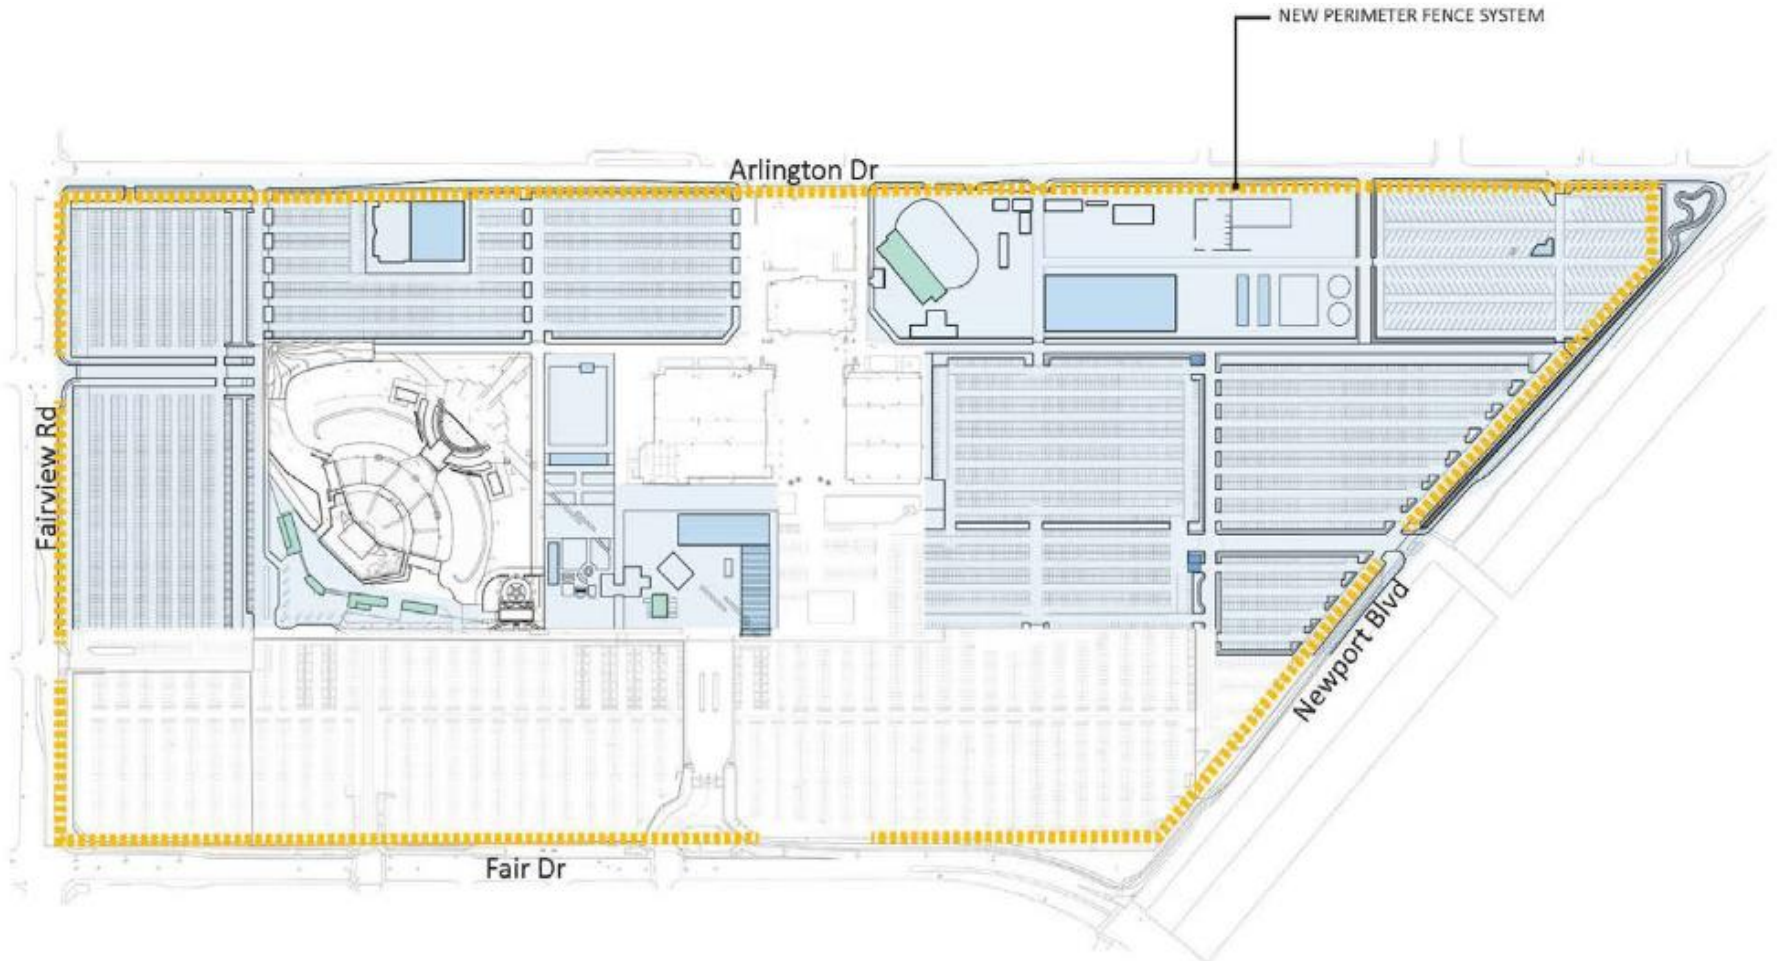 NEW PERIMETER FENCE SYSTEM
Arlington Dr
Fairview Rd
Newport Blvd
Fair Dr